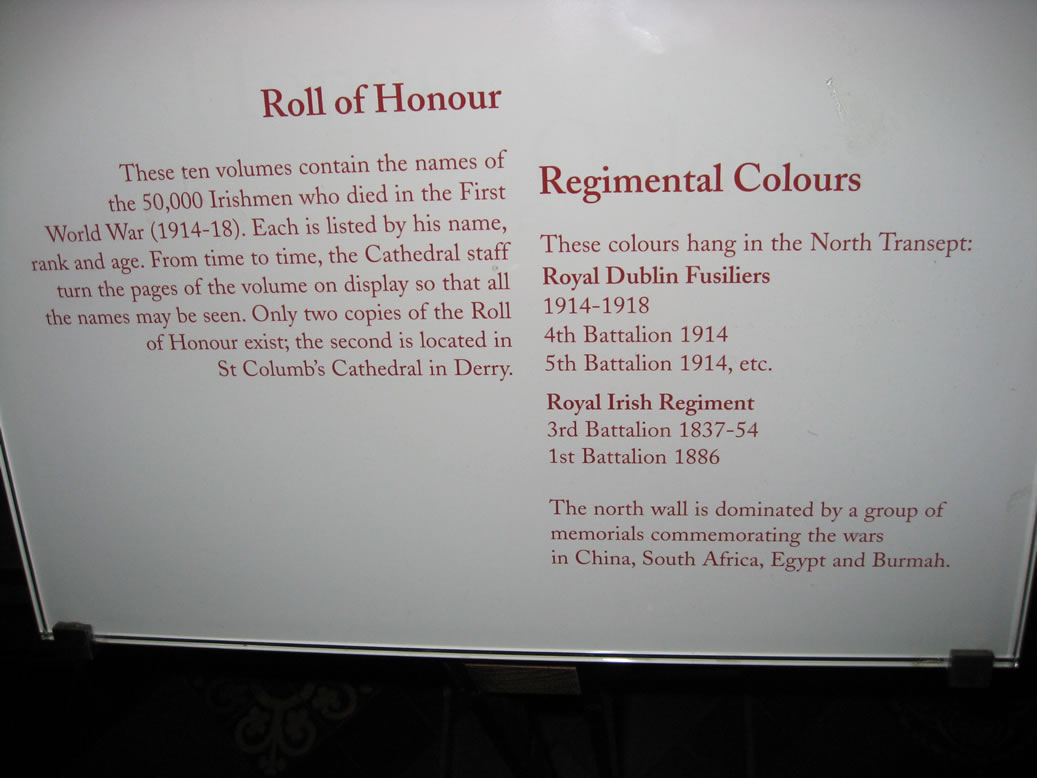 Roll of Honour
These ten volumes contain the names of
the 50,000 Irishmen who died in the First
World War (1914-18). Each is listed by his name,
rank and age. From time to time, the Cathedral staff
turn the pages of the volume on display so that all
the names may be seen. Only two copies of the Roll
of Honour exist; the second is located in
St Columb's Cathedral in Derry.
Regimental Colours
These colours hang in the North Transept:
Royal Dublin Fusiliers
1914-1918
4th Battalion 1914
5th Battalion 1914, etc.
Royal Irish Regiment
3rd Battalion 1837-54
1st Battalion 1886
The north wall is dominated by a group of
memorials commemorating the wars
in China, South Africa, Egypt and Burmah.